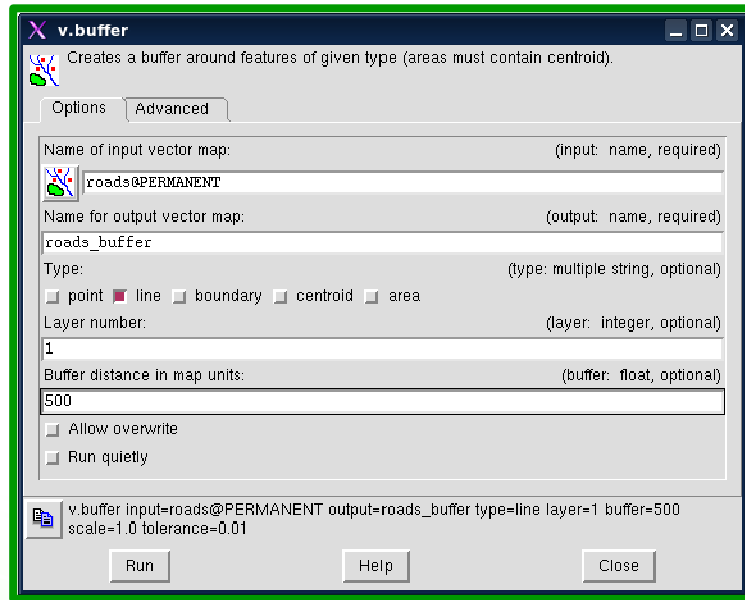 v.buffer
Creates a buffer around features of given type (areas must contain centroid).
Options Advanced
Name of input vector map: (input: name, required)
roads@PERMANENT
Name for output vector map: (output: name, required)
roads_buffer
Type: (type: multiple string, optional)
point line boundary centroid area
Layer number: (layer: integer, optional)
1
Buffer distance in map units: (buffer: float, optional)
500
Allow overwrite
Run quietly
v.buffer input=roads@PERMANENT output=roads_buffer type=line layer=1 buffer=500
scale=1.0 tolerance=0.01
Run Help Close